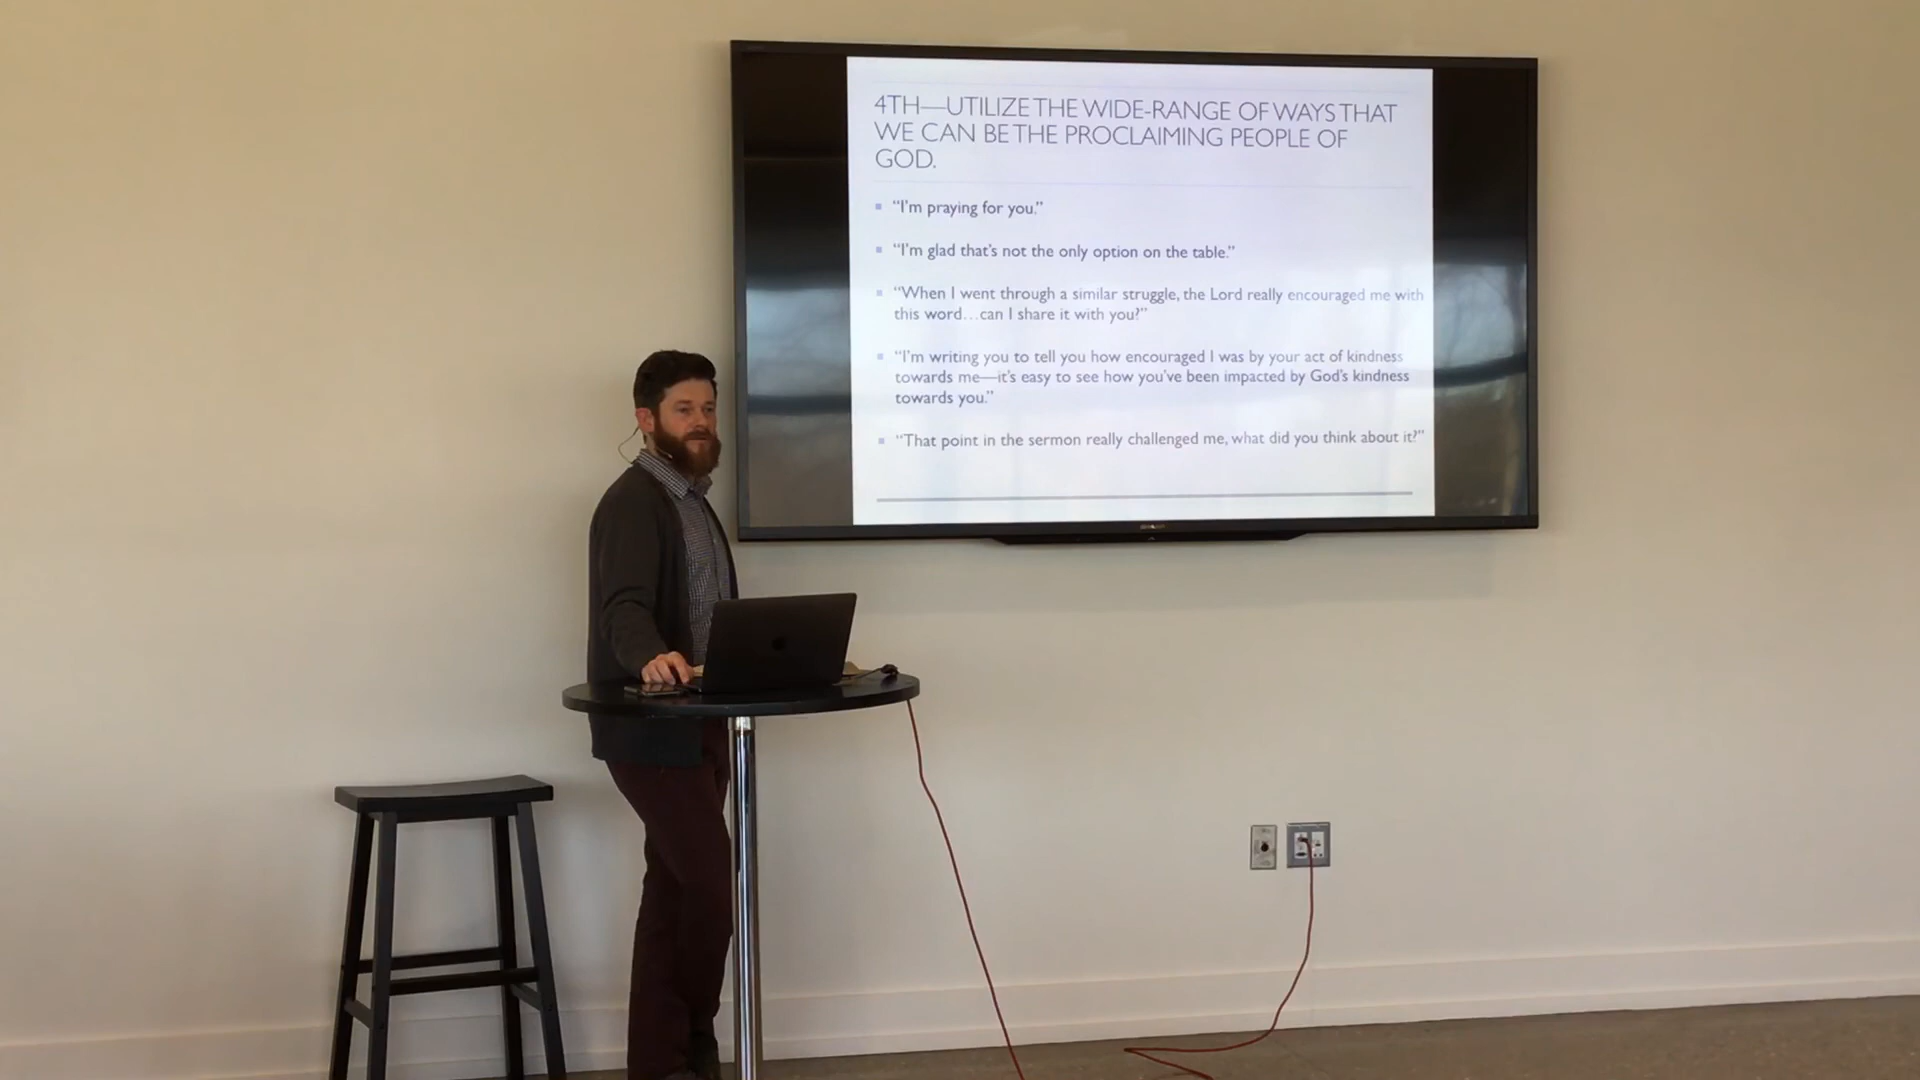 4TH—UTILIZE THE WIDE-RANGE OF WAYS THAT
WE CAN BE THE PROCLAIMING PEOPLE OF
GOD.
“I’m praying for you.”
“I’m glad that’s not the only option on the table.”
“When I went through a similar struggle, the Lord really encouraged me with
this word…can I share it with you?”
“I’m writing you to tell you how encouraged I was by your act of kindness
towards me—it’s easy to see how you’ve been impacted by God’s kindness
towards you.”
“That point in the sermon really challenged me, what did you think about it?”